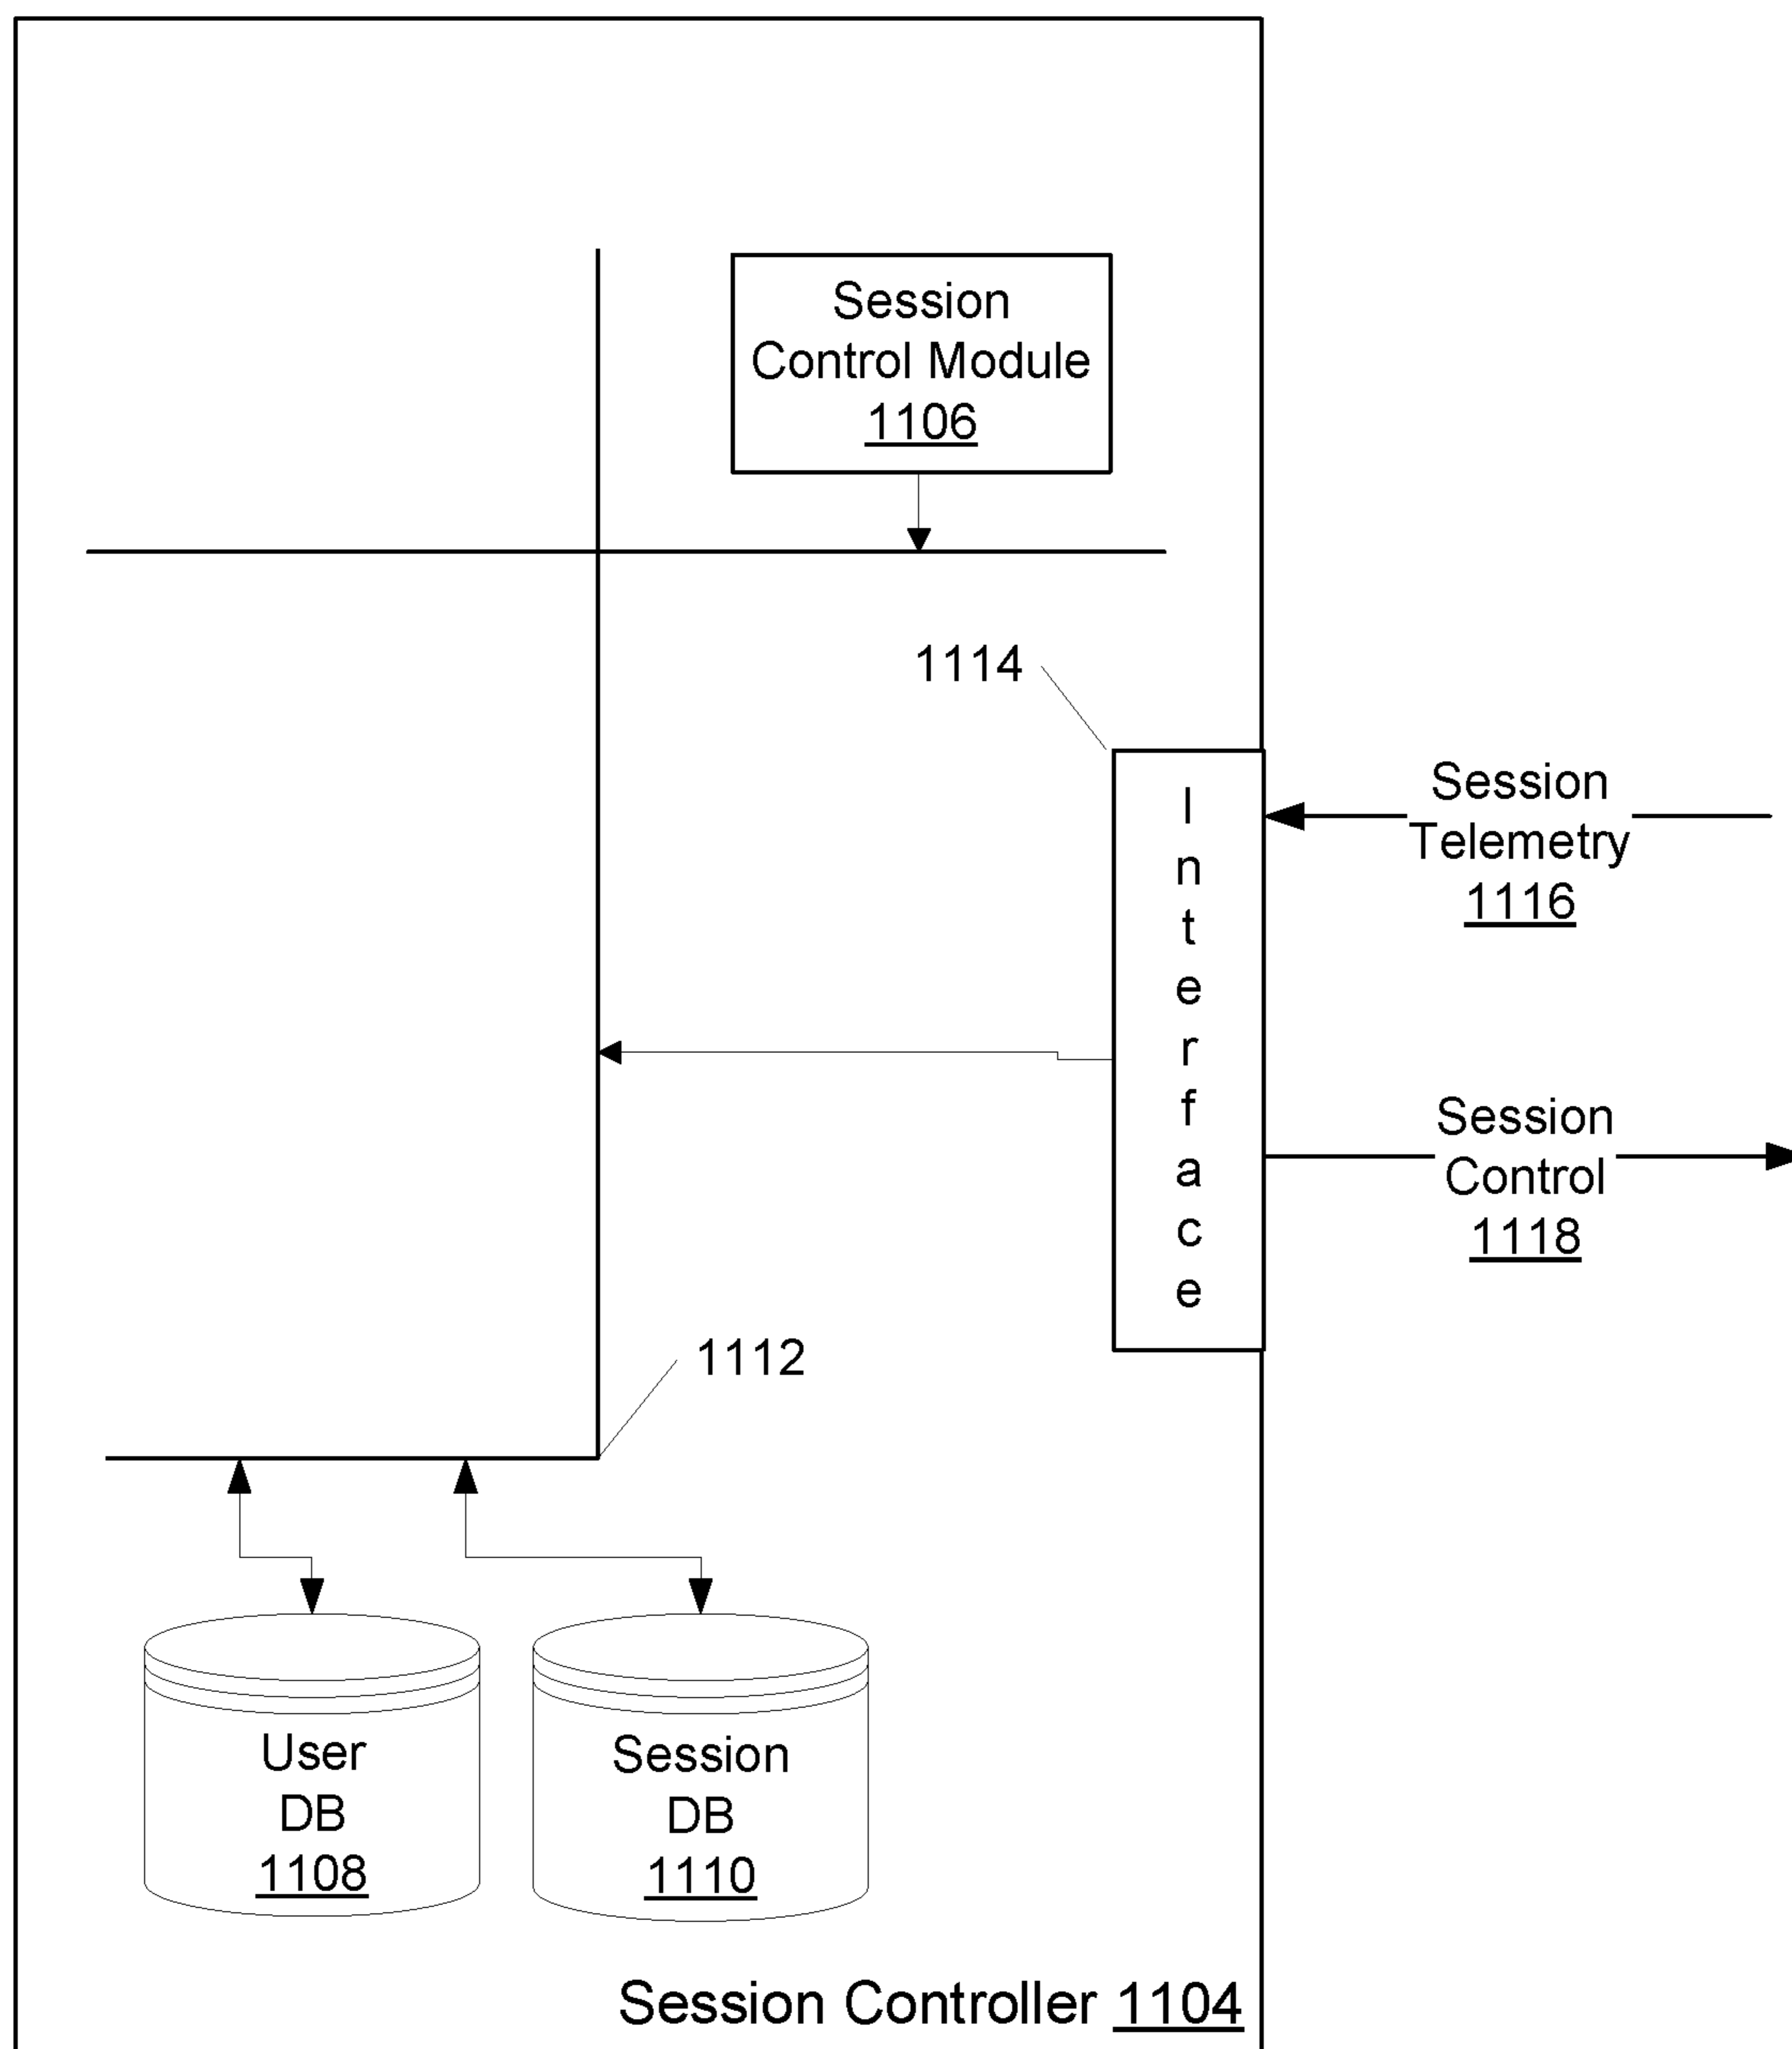 Session
Control Module
1106
1114
Interface
Session
Telemetry
1116
Session
Control
1118
1112
User
DB
1108
Session
DB
1110
Session Controller 1104